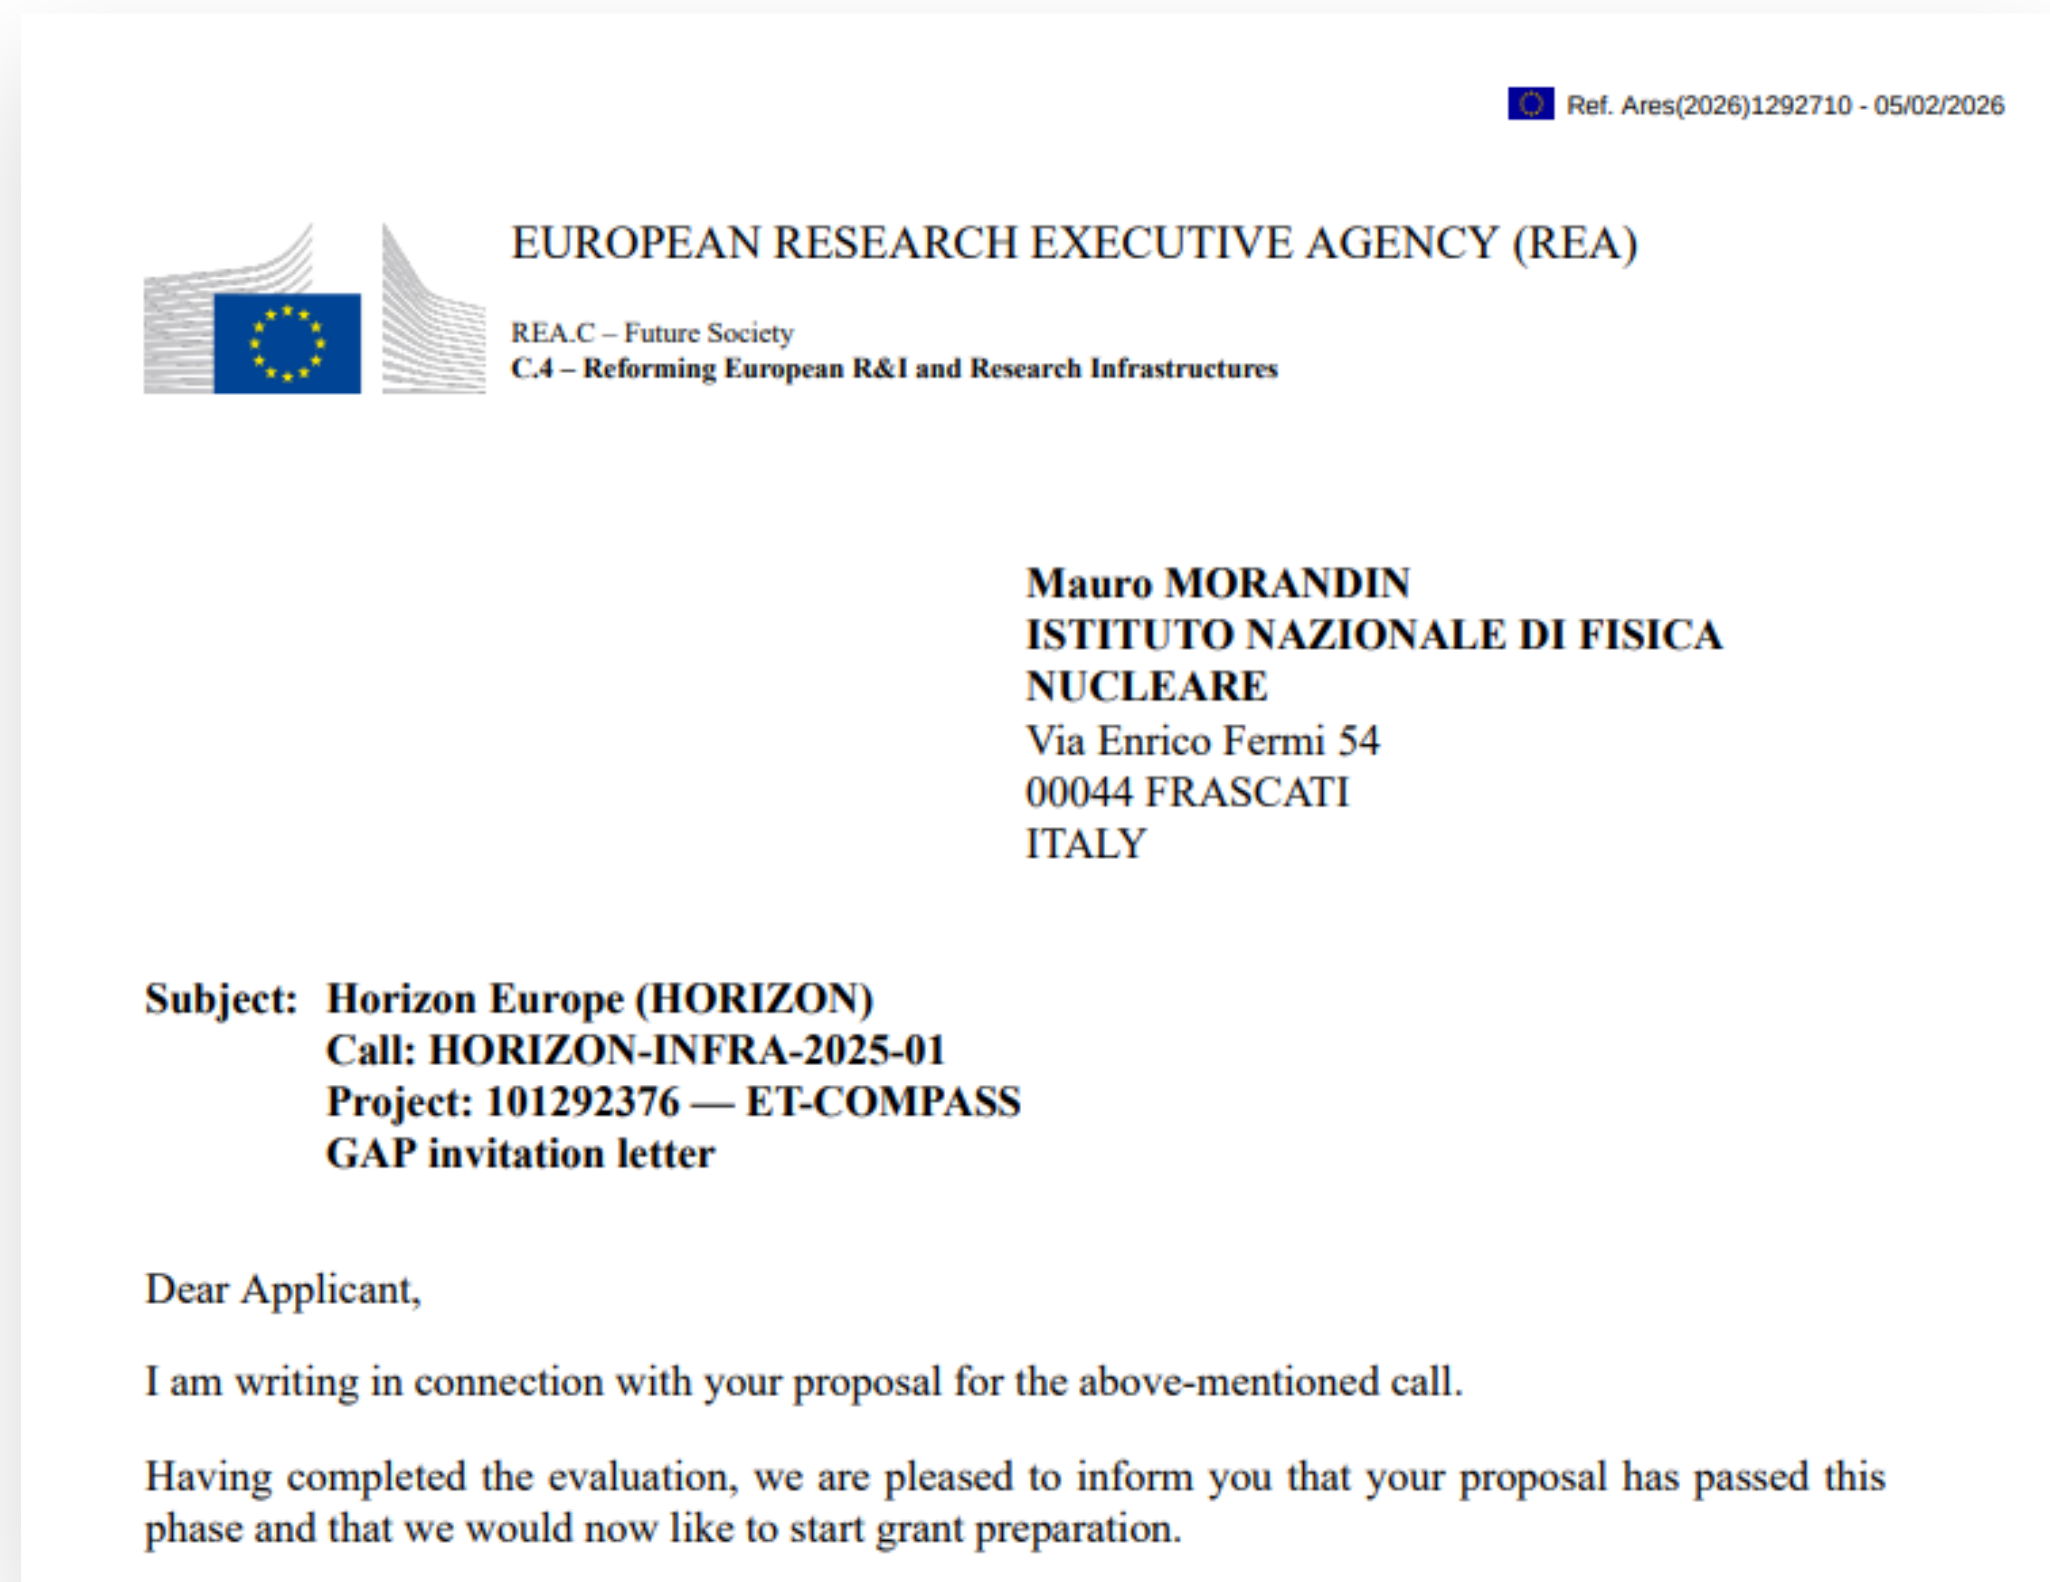 Ref. Ares(2026)1292710 - 05/02/2026
EUROPEAN RESEARCH EXECUTIVE AGENCY (REA)
REA.C – Future Society
C.4 – Reforming European R&I and Research Infrastructures
Mauro MORANDIN
ISTITUTO NAZIONALE DI FISICA
NUCLEARE
Via Enrico Fermi 54
00044 FRASCATI
ITALY
Subject: Horizon Europe (HORIZON)
Call: HORIZON-INFRA-2025-01
Project: 101292376 — ET-COMPASS
GAP invitation letter
Dear Applicant,
I am writing in connection with your proposal for the above-mentioned call.
Having completed the evaluation, we are pleased to inform you that your proposal has passed this
phase and that we would now like to start grant preparation.